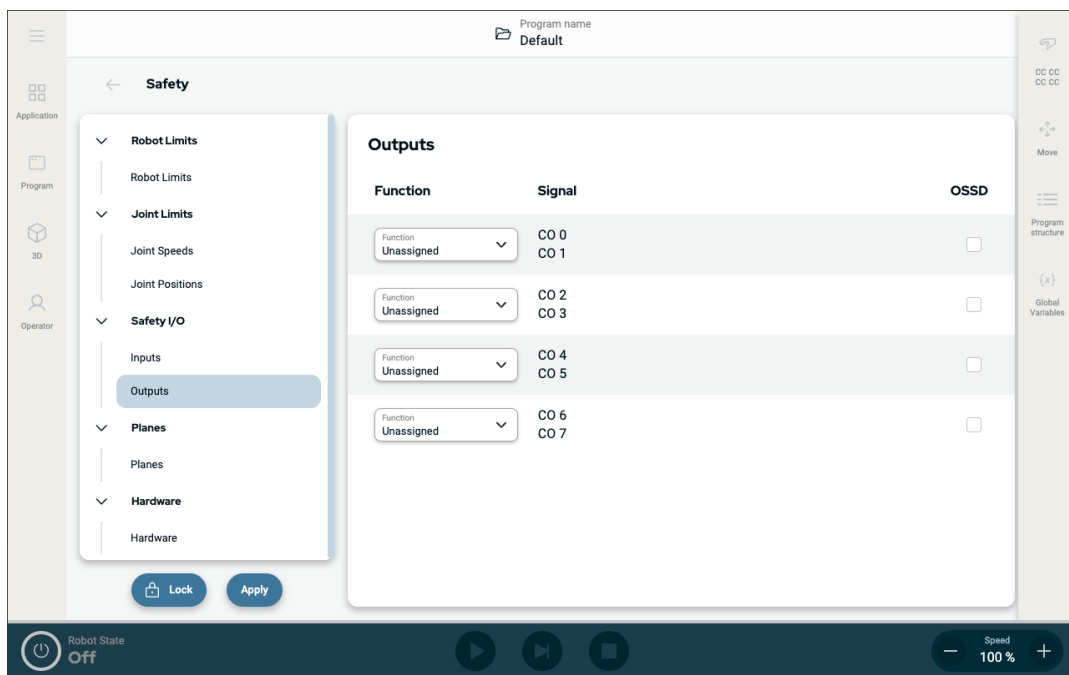 Program name
Default
Safety
Application
Program
3D
Operator
Robot Limits
Robot Limits
Joint Limits
Joint Speeds
Joint Positions
Safety I/O
Inputs
Outputs
Planes
Planes
Hardware
Hardware
Lock
Apply
Outputs
Function
Signal
OSSD
Function
Unassigned
CO 0
CO 1
Function
Unassigned
CO 2
CO 3
Function
Unassigned
CO 4
CO 5
Function
Unassigned
CO 6
CO 7
CC CC
CC CC
Move
Program
structure
{x}
Global
Variables
Robot State
Off
Speed
100 %